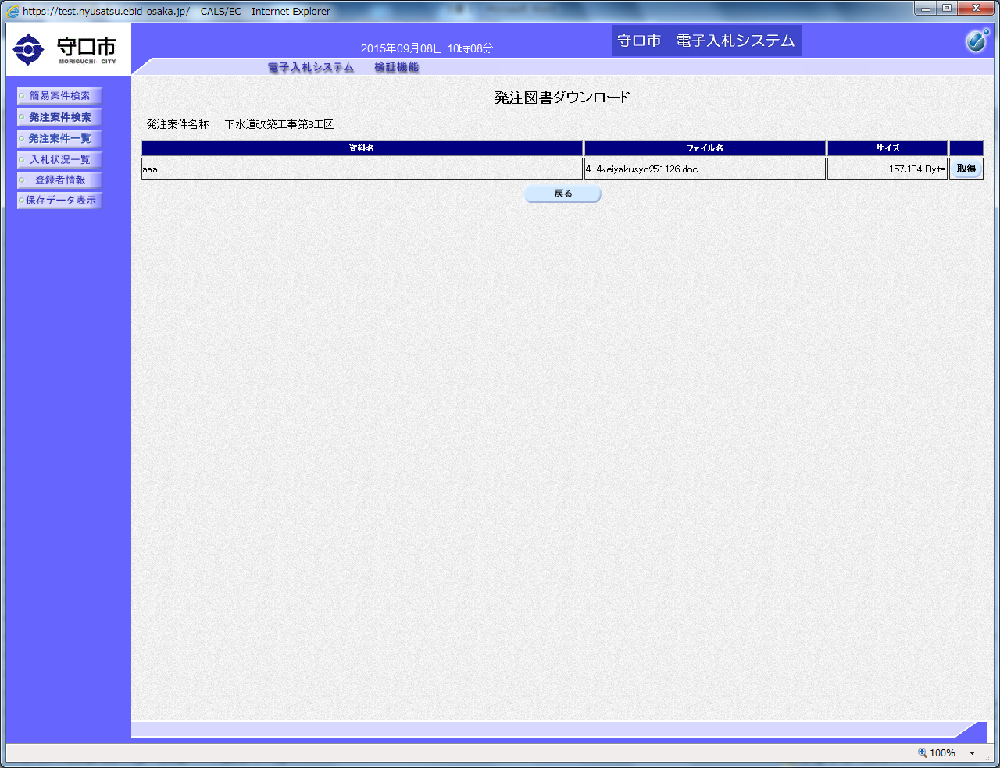 https://test.nyusatsu.ebid-osaka.jp/ - CALS/EC - Internet Explorer
守口市
MORIGUCHI CITY
2015年09月08日 10時08分
守口市 電子入札システム
電子入札システム 検証機能
簡易案件検索
発注案件検索
発注案件一覧
入札状況一覧
登録者情報
保存データ表示
発注図書ダウンロード
発注案件名称 下水道改築工事第8工区
資料名 ファイル名 サイズ
aaa 4-4keiyakusyo251126.doc 157,184 Byte 取得
戻る
100%